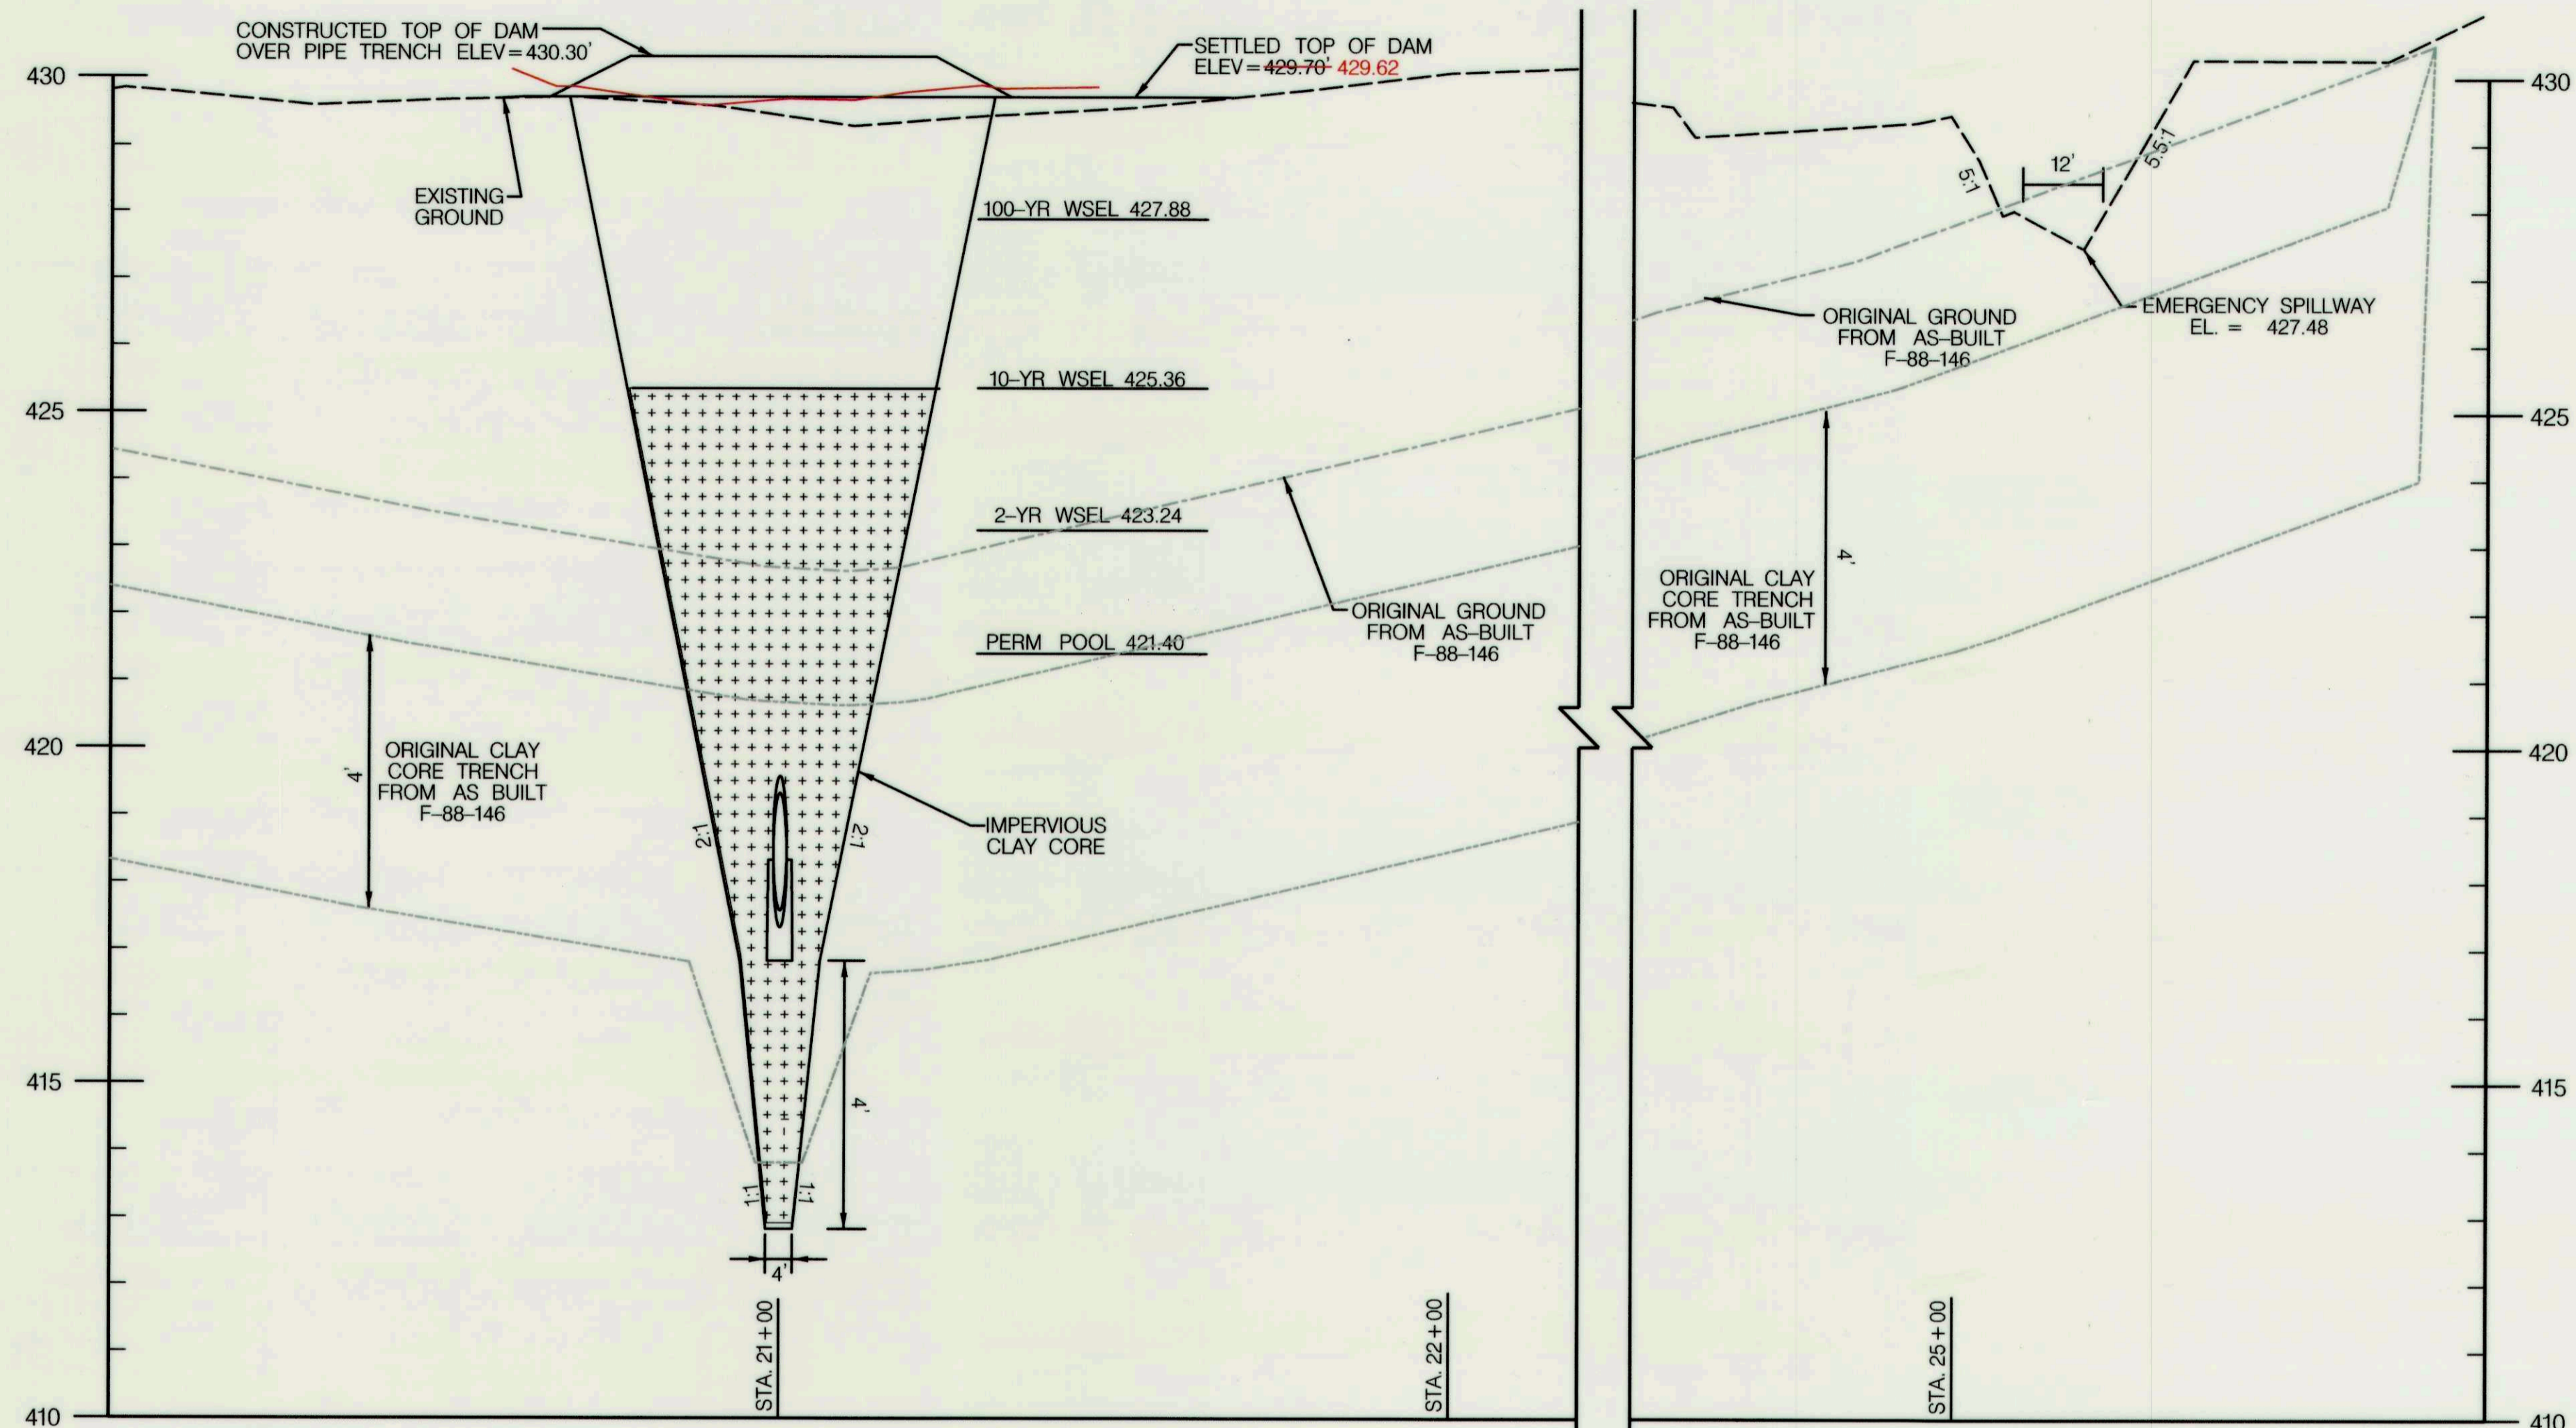 CONSTRUCTED TOP OF DAM
OVER PIPE TRENCH ELEV=430.30'
SETTLED TOP OF DAM
ELEV=429.70' 429.62
430
430
EXISTING
GROUND
100-YR WSEL 427.88
5:1
12'
5.5:1
ORIGINAL GROUND
FROM AS-BUILT
F-88-146
EMERGENCY SPILLWAY
EL. = 427.48
10-YR WSEL 425.36
425
425
2-YR WSEL 423.24
4'
ORIGINAL CLAY
CORE TRENCH
FROM AS-BUILT
F-88-146
ORIGINAL GROUND
FROM AS-BUILT
F-88-146
PERM POOL 421.40
420
420
4'
ORIGINAL CLAY
CORE TRENCH
FROM AS BUILT
F-88-146
2:1
2:1
IMPERVIOUS
CLAY CORE
415
415
4'
1:1
1:1
4'
STA. 21+00
STA. 22+00
STA. 25+00
410
410